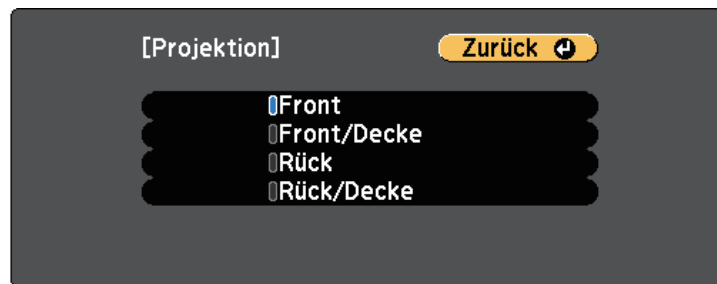 [Projektion] Zurück
Front
Front/Decke
Rück
Rück/Decke